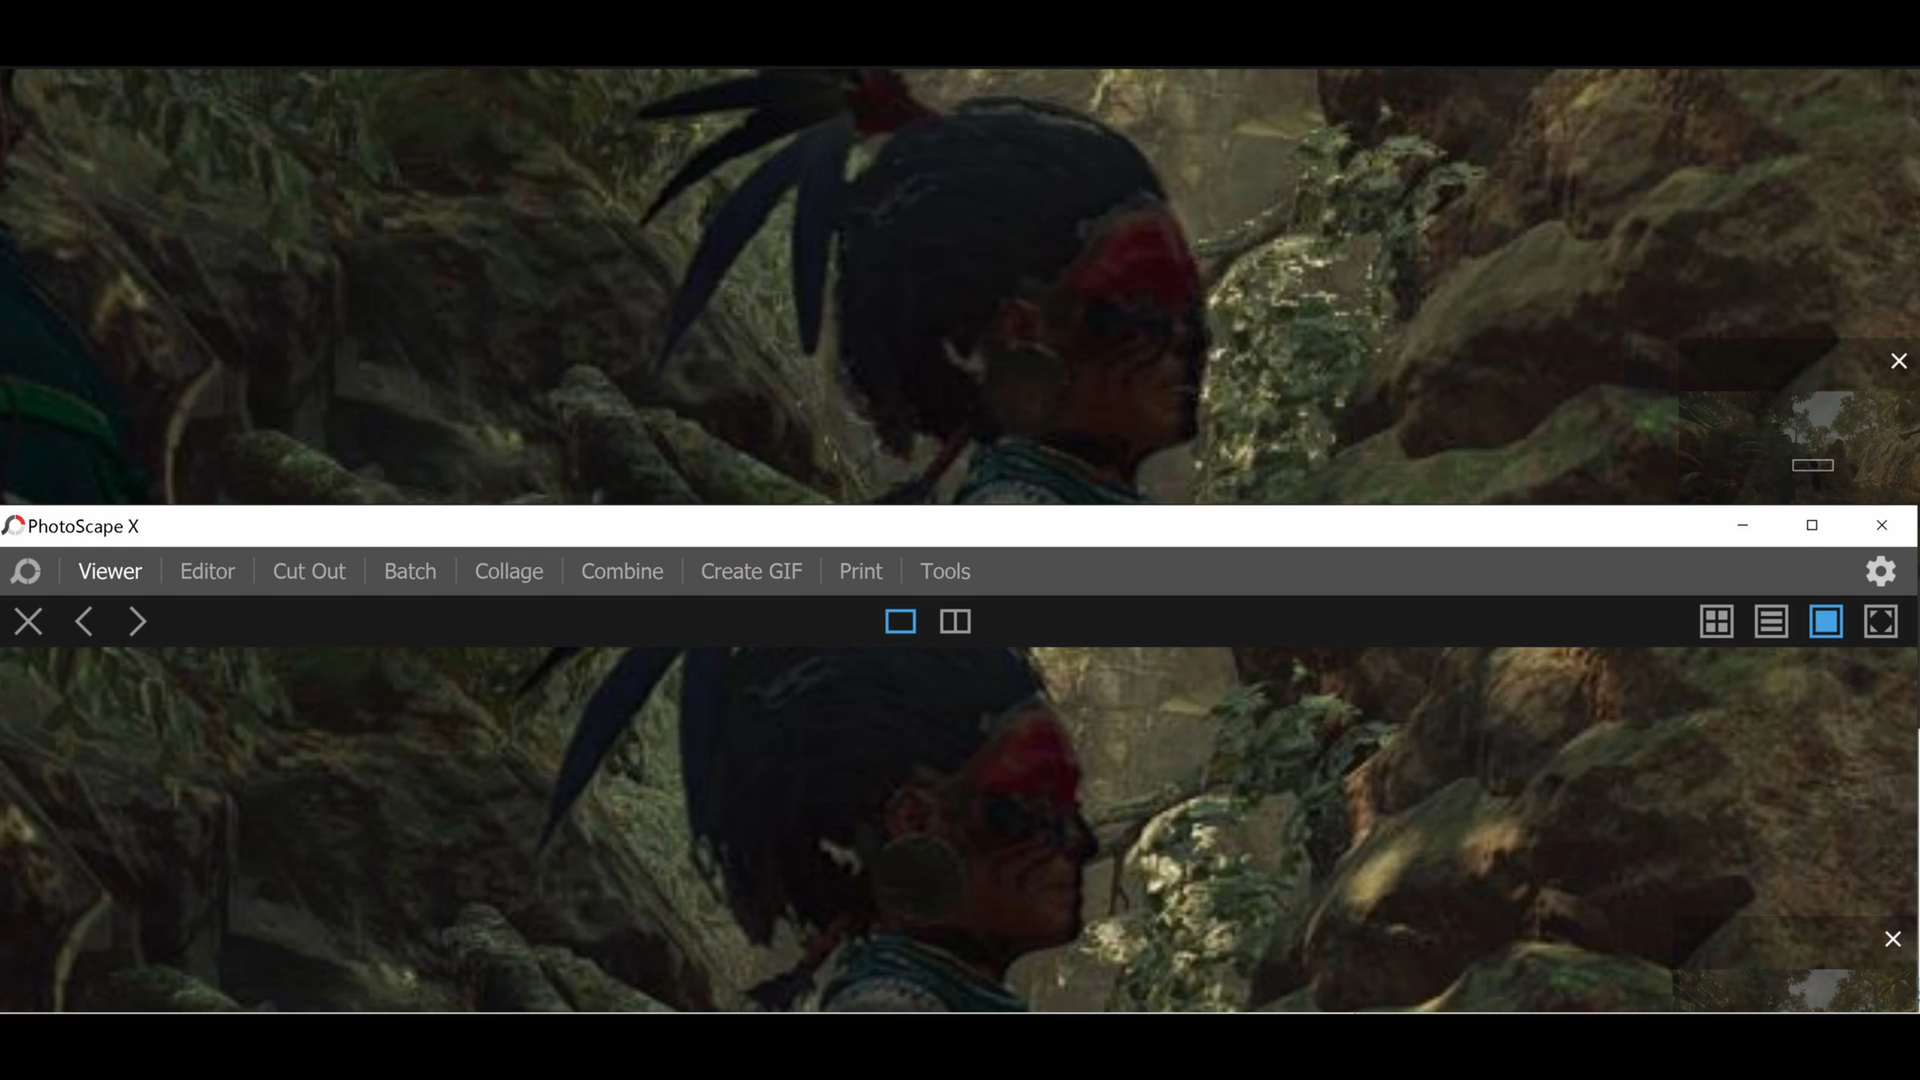 PhotoScape X
Viewer Editor Cut Out Batch Collage Combine Create GIF Print Tools